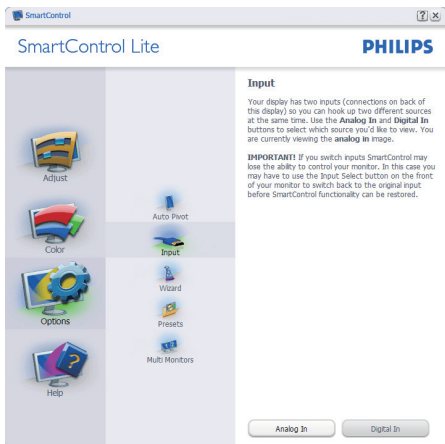 SmartControl
? x
SmartControl Lite
PHILIPS
Adjust
Color
Options
Help
Auto Pivot
Input
Wizard
Presets
Multi Monitors
Input
Your display has two inputs (connections on back of
this display) so you can hook up two different sources
at the same time. Use the Analog In and Digital In
buttons to select which source you'd like to view. You
are currently viewing the analog in image.
IMPORTANT! If you switch inputs SmartControl may
lose the ability to control your monitor. In this case you
may have to use the Input Select button on the front
of your monitor to switch back to the original input
before SmartControl functionality can be restored.
Analog In
Digital In